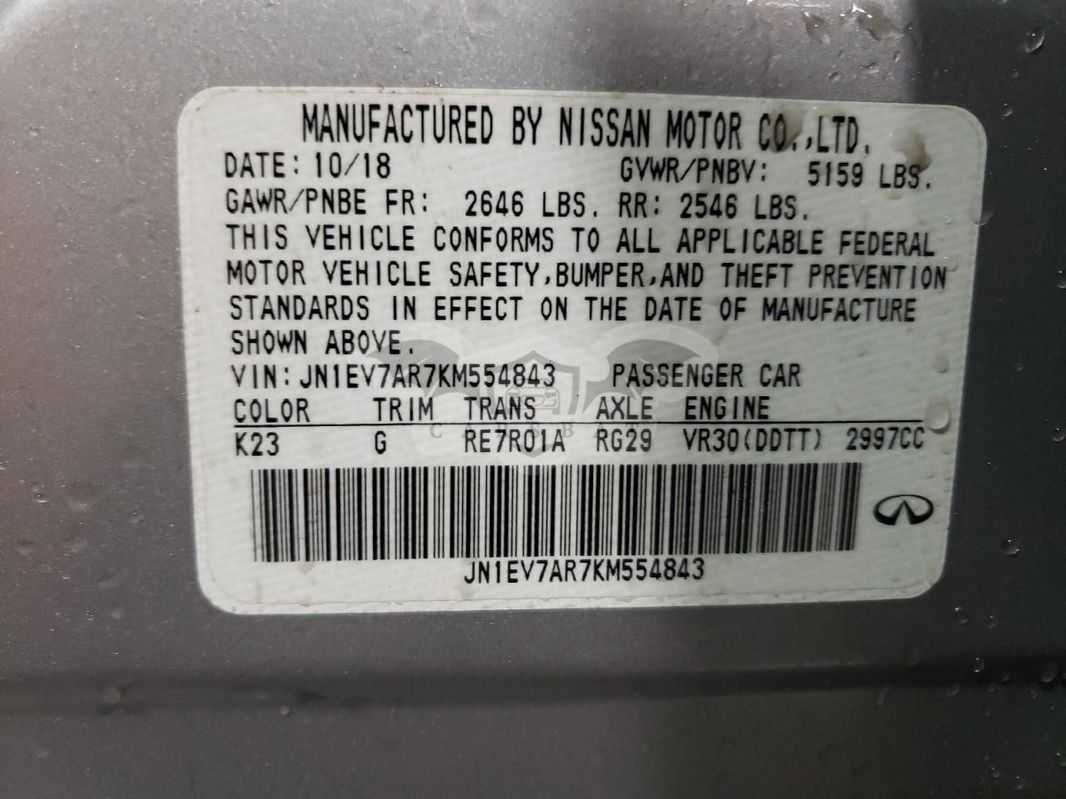 MANUFACTURED BY NISSAN MOTOR CO.,LTD.
DATE: 10/18 GVWR/PNBV: 5159 LBS.
GAWR/PNBE FR: 2646 LBS. RR: 2546 LBS.
THIS VEHICLE CONFORMS TO ALL APPLICABLE FEDERAL
MOTOR VEHICLE SAFETY,BUMPER,AND THEFT PREVENTION
STANDARDS IN EFFECT ON THE DATE OF MANUFACTURE
SHOWN ABOVE.
VIN: JN1EV7AR7KM554843 PASSENGER CAR
COLOR TRIM TRANS AXLE ENGINE
K23 G RE7R01A RG29 VR30(DDTT) 2997CC
JN1EV7AR7KM554843